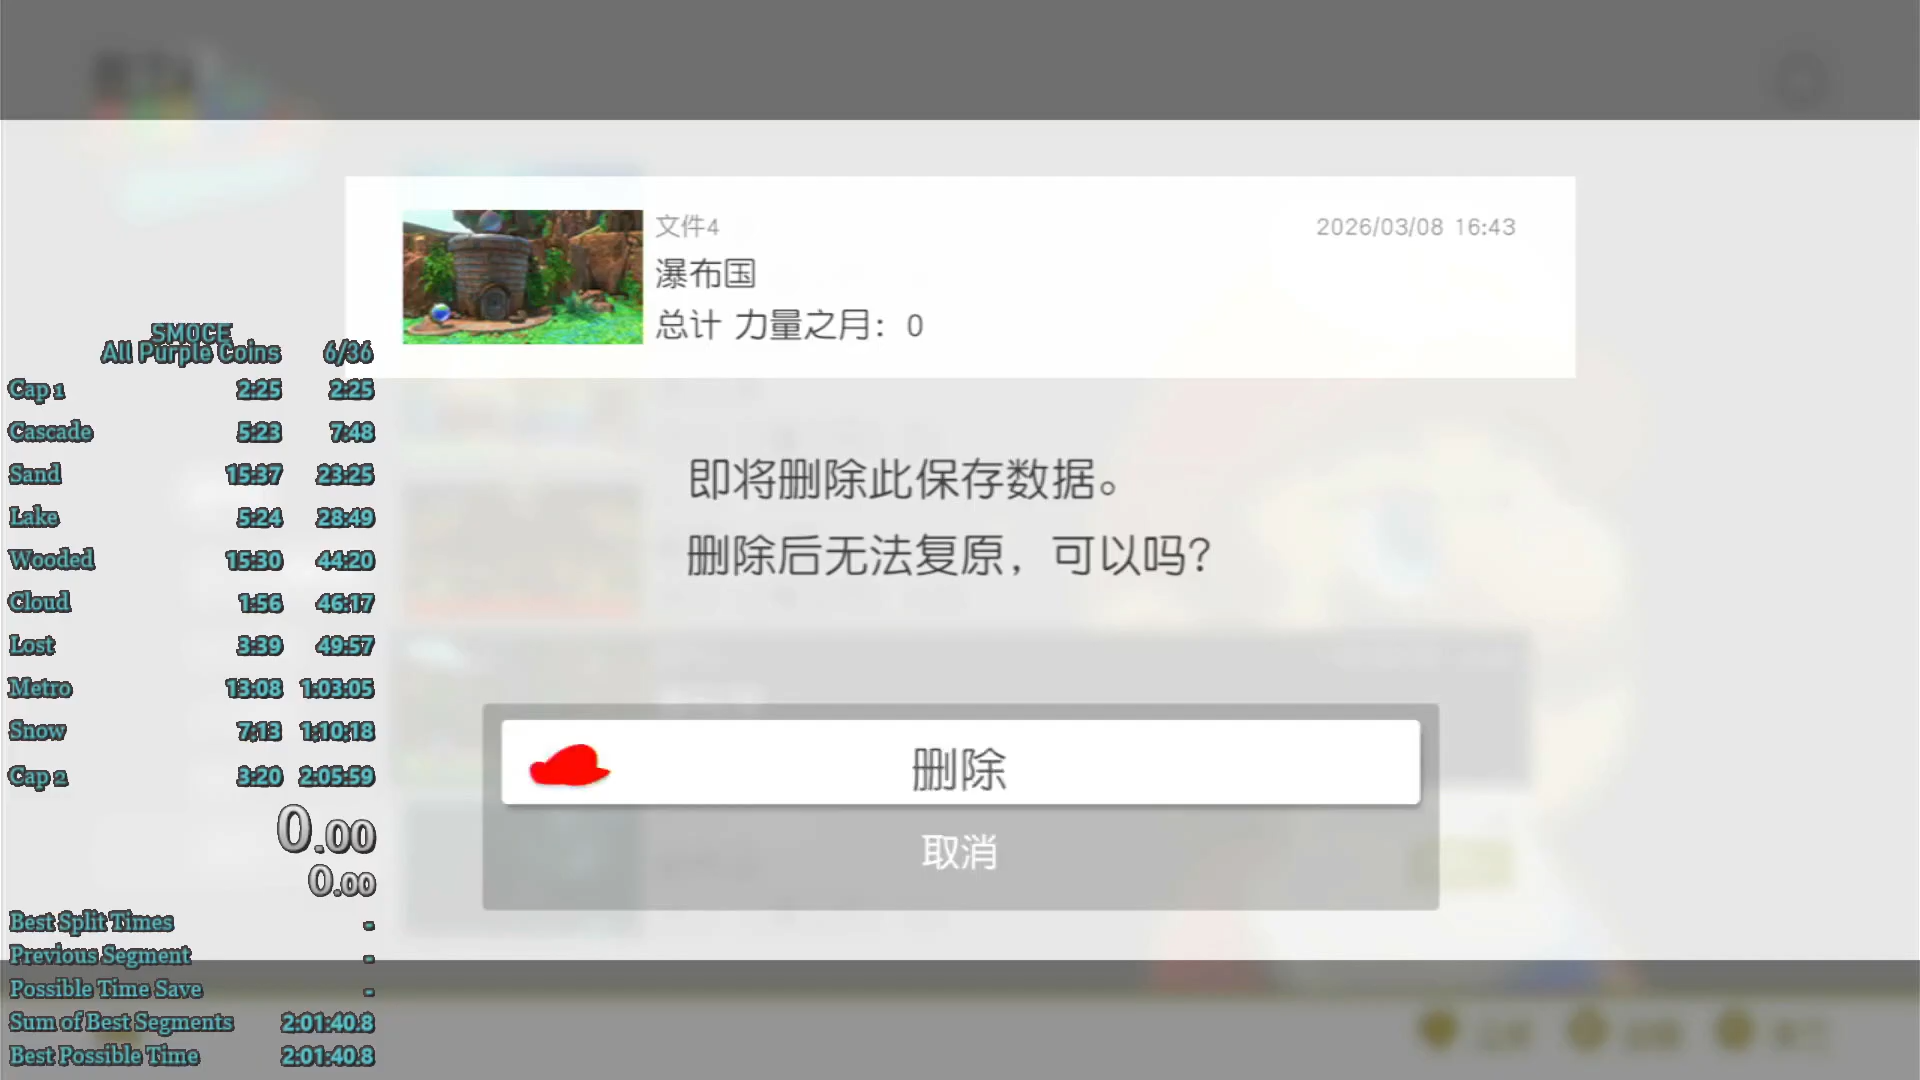 文件4
2026/03/08 16:43
瀑布国
总计 力量之月：0
即将删除此保存数据。
删除后无法复原，可以吗？
删除
取消
SMOCE
All Purple Coins 6/36
Cap 1 2:25 2:25
Cascade 5:23 7:48
Sand 15:37 23:25
Lake 5:24 28:49
Wooded 15:30 44:20
Cloud 1:56 46:17
Lost 3:39 49:57
Metro 13:08 1:03:05
Snow 7:13 1:10:18
Cap 2 3:20 2:05:59
0.00
0.00
Best Split Times -
Previous Segment -
Possible Time Save -
Sum of Best Segments 2:01:40.8
Best Possible Time 2:01:40.8